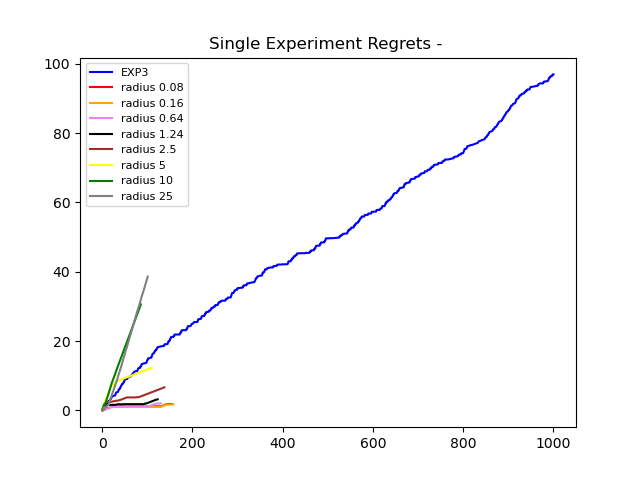 Single Experiment Regrets -
100
80
60
40
20
0
EXP3
radius 0.08
radius 0.16
radius 0.64
radius 1.24
radius 2.5
radius 5
radius 10
radius 25
0 200 400 600 800 1000